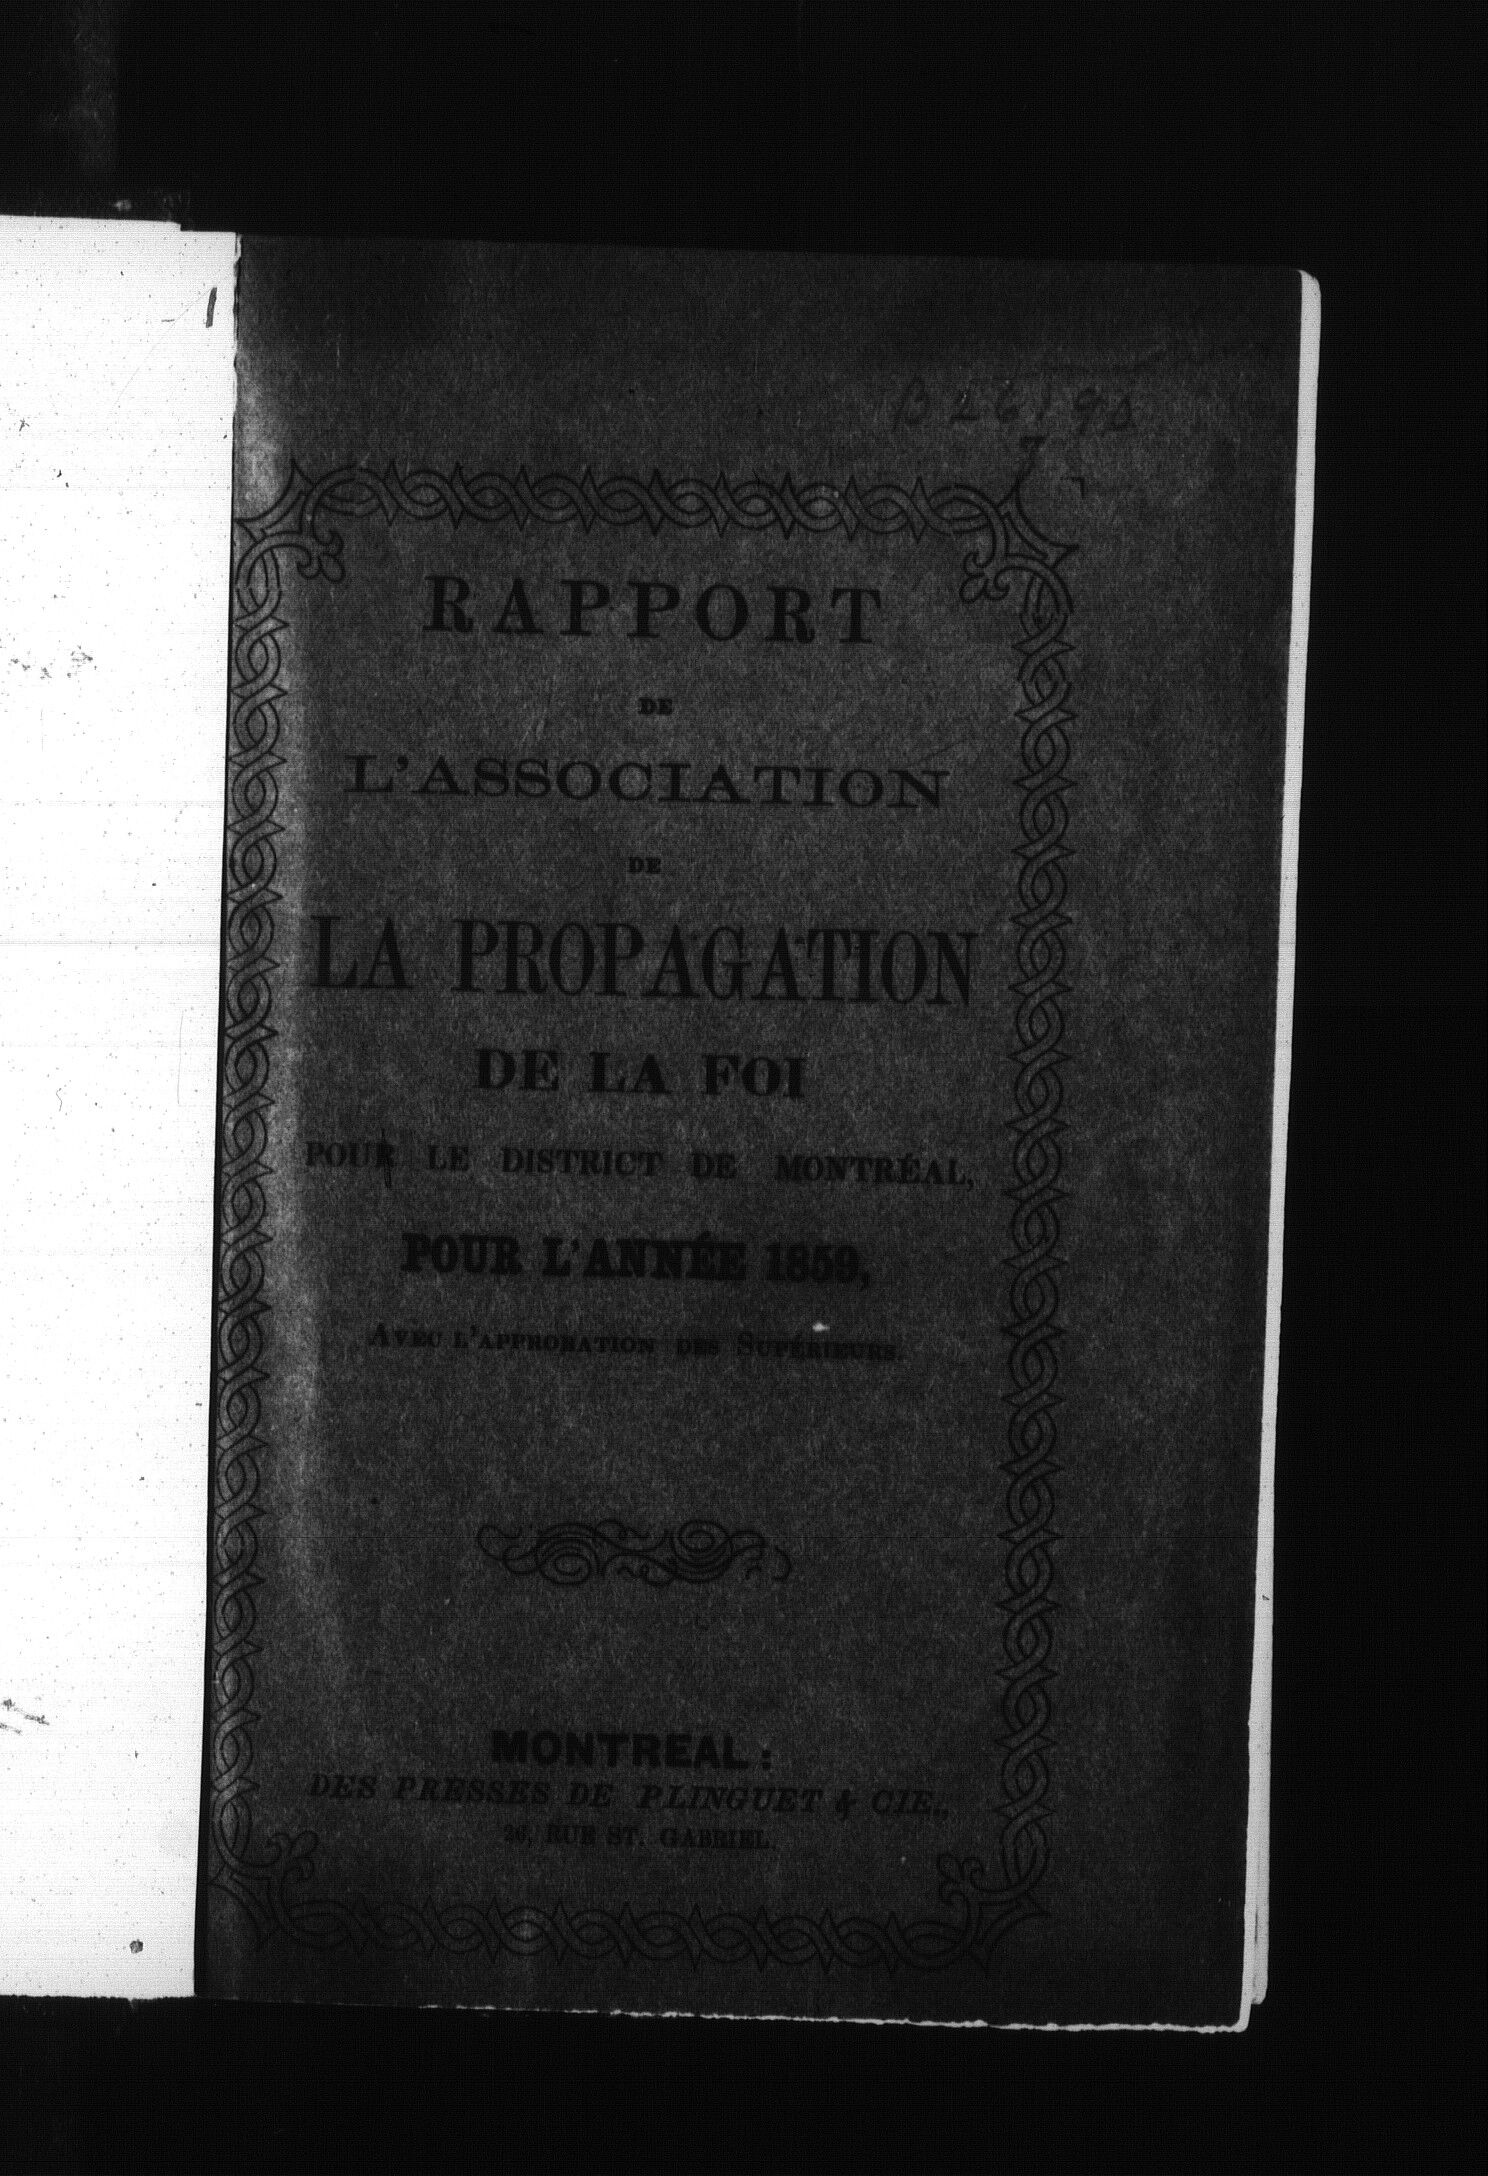 RAPPORT
DE
L'ASSOCIATION
DE
LA PROPAGATION
DE LA FOI
POUR LE DISTRICT DE MONTRÉAL,
POUR L'ANNÉE 1859,
AVEC L'APPROBATION DES SUPÉRIEURS.
MONTREAL:
DES PRESSES DE PLINGUET & CIE.,
26, RUE ST. GABRIEL.